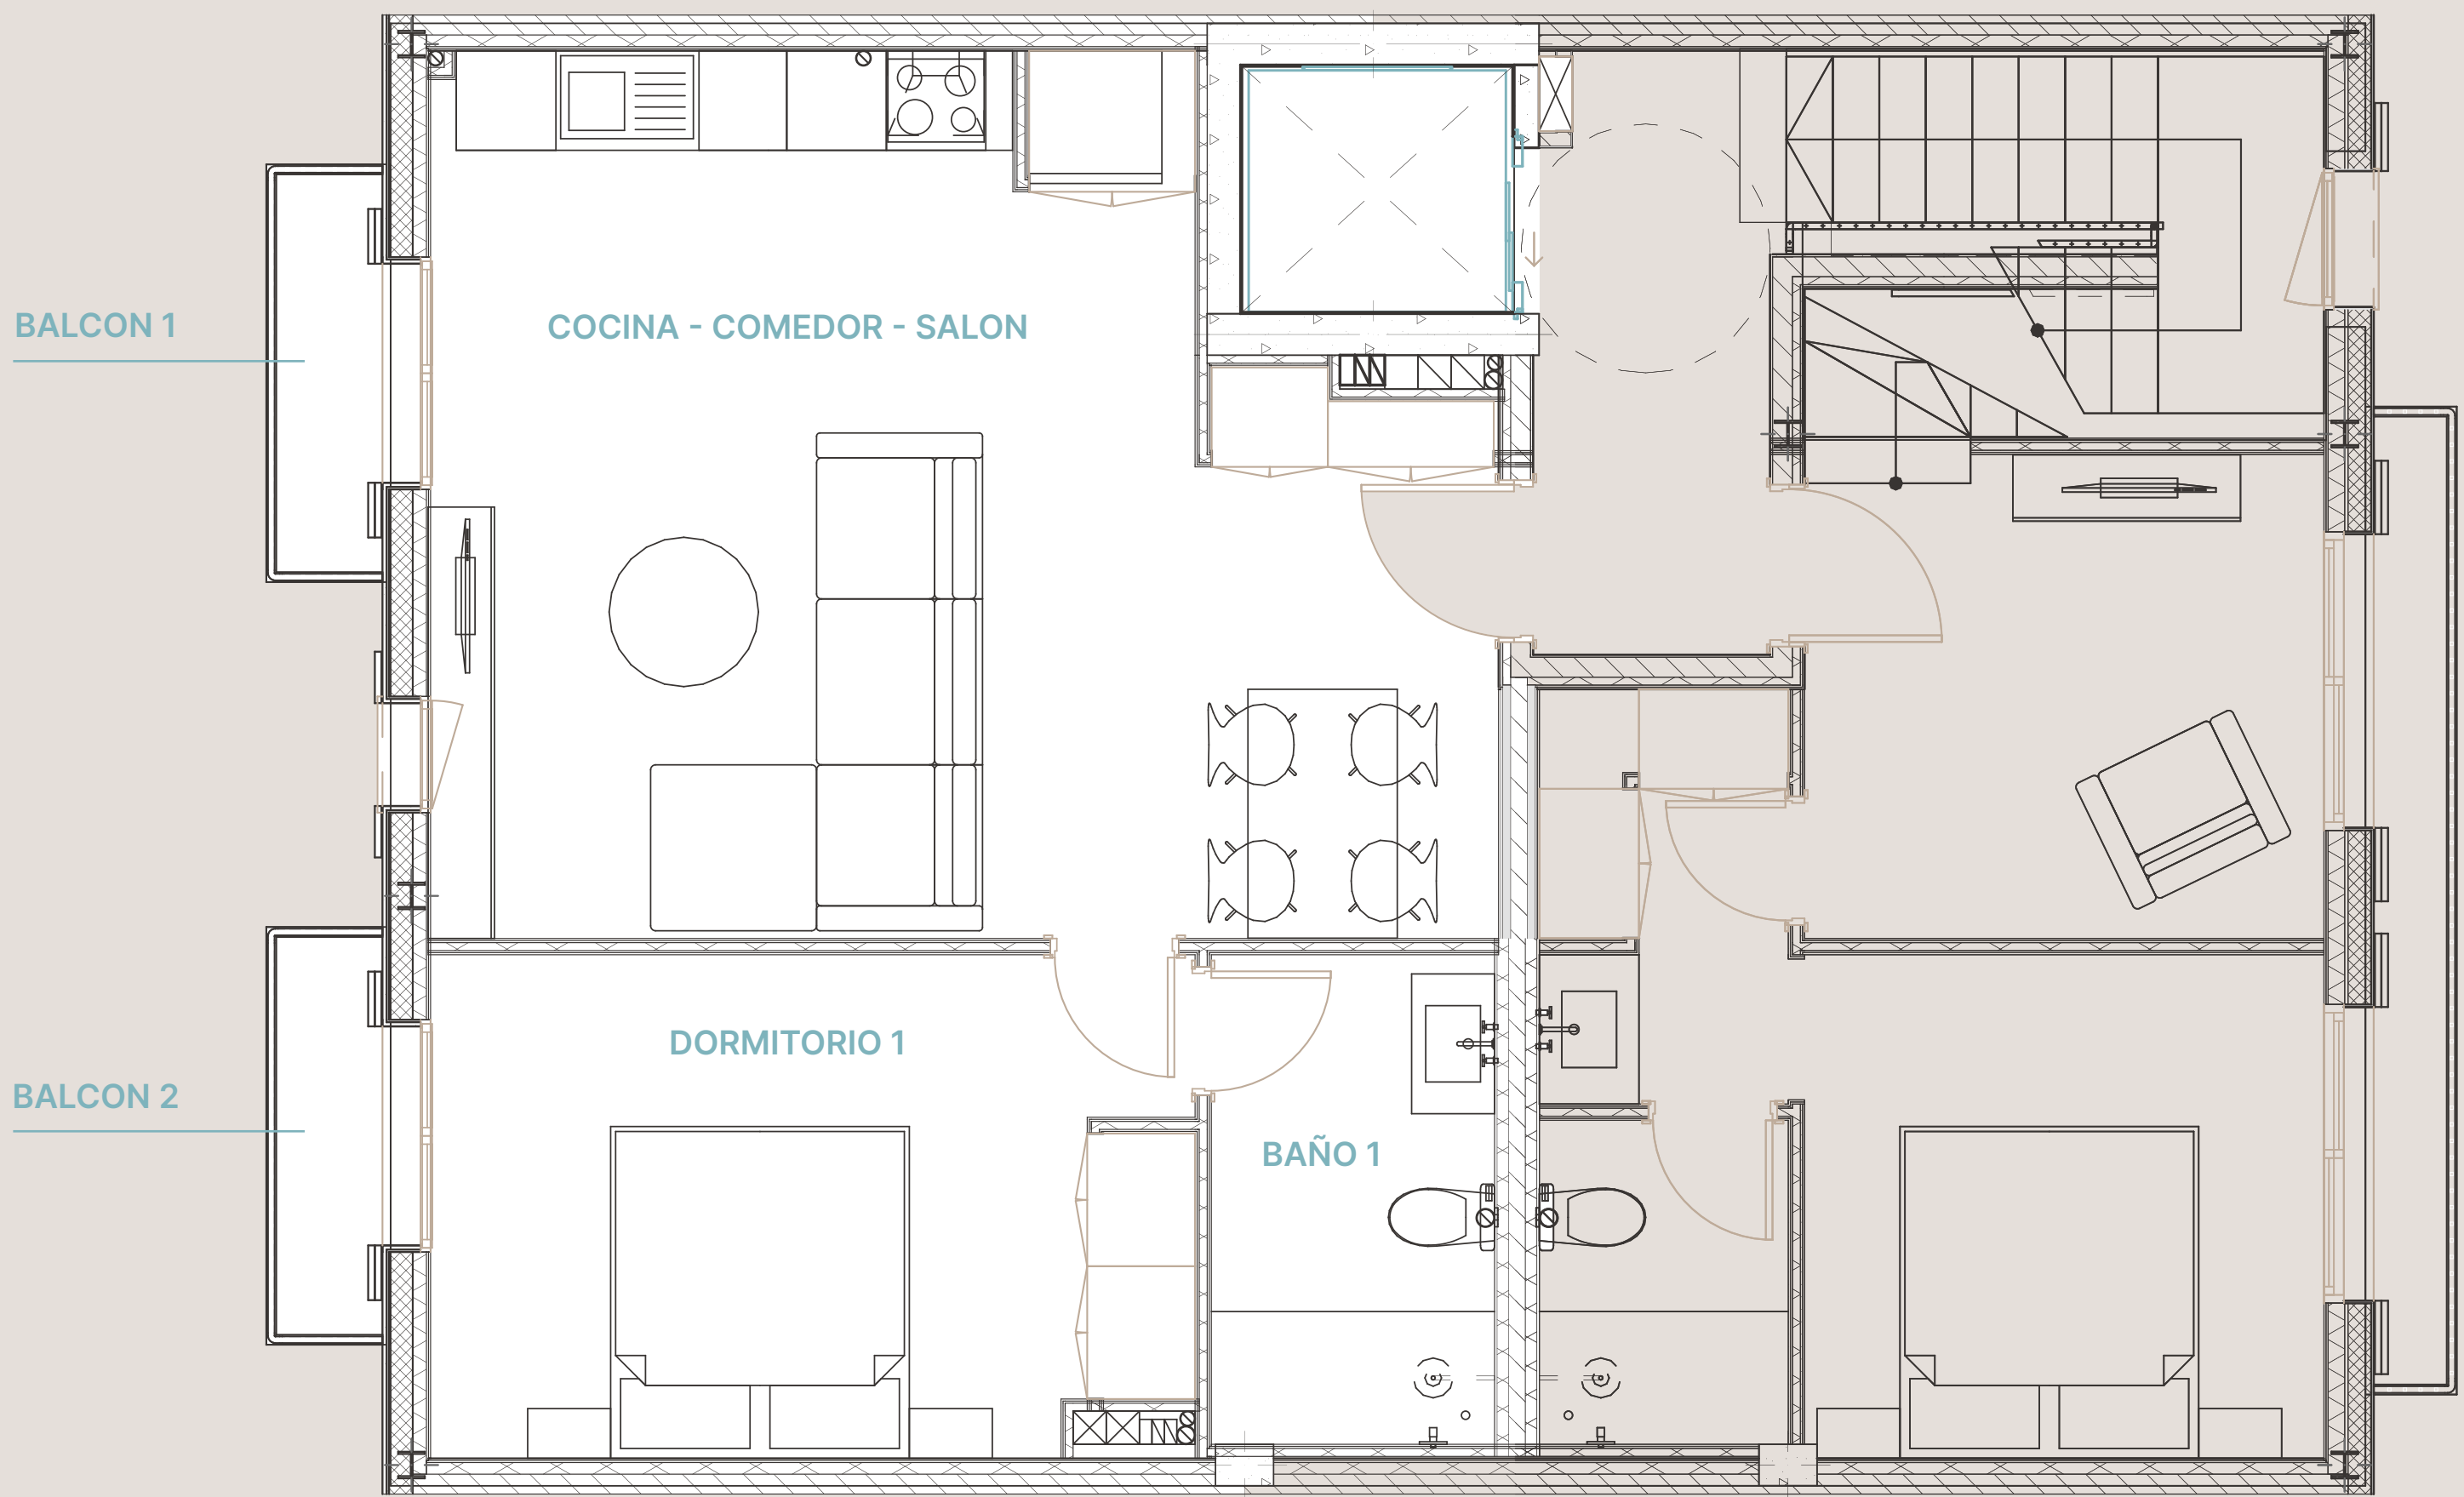 BALCON 1
COCINA - COMEDOR - SALON
DORMITORIO 1
BALCON 2
BAÑO 1